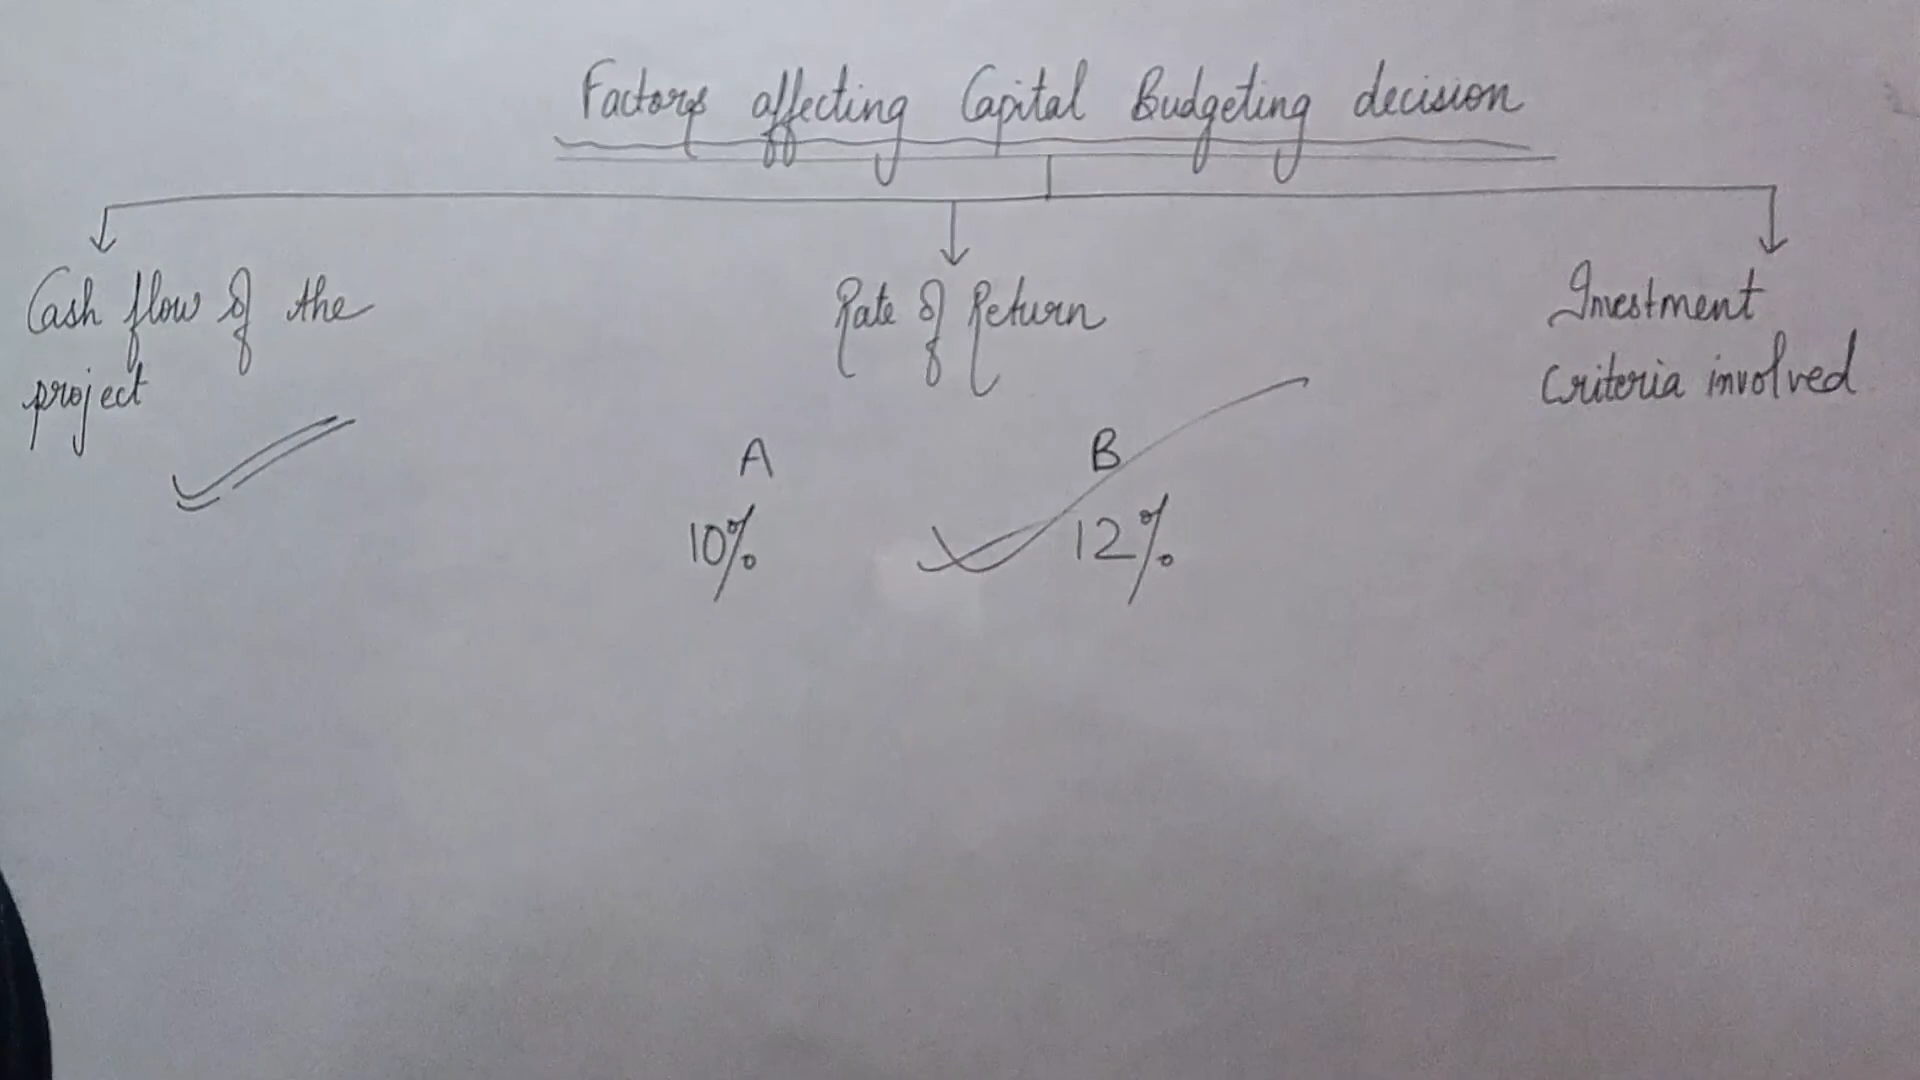 Factors affecting Capital Budgeting decision
Cash flow of the
project
Rate of Return
Investment
Criteria involved
A
B
10%
12%